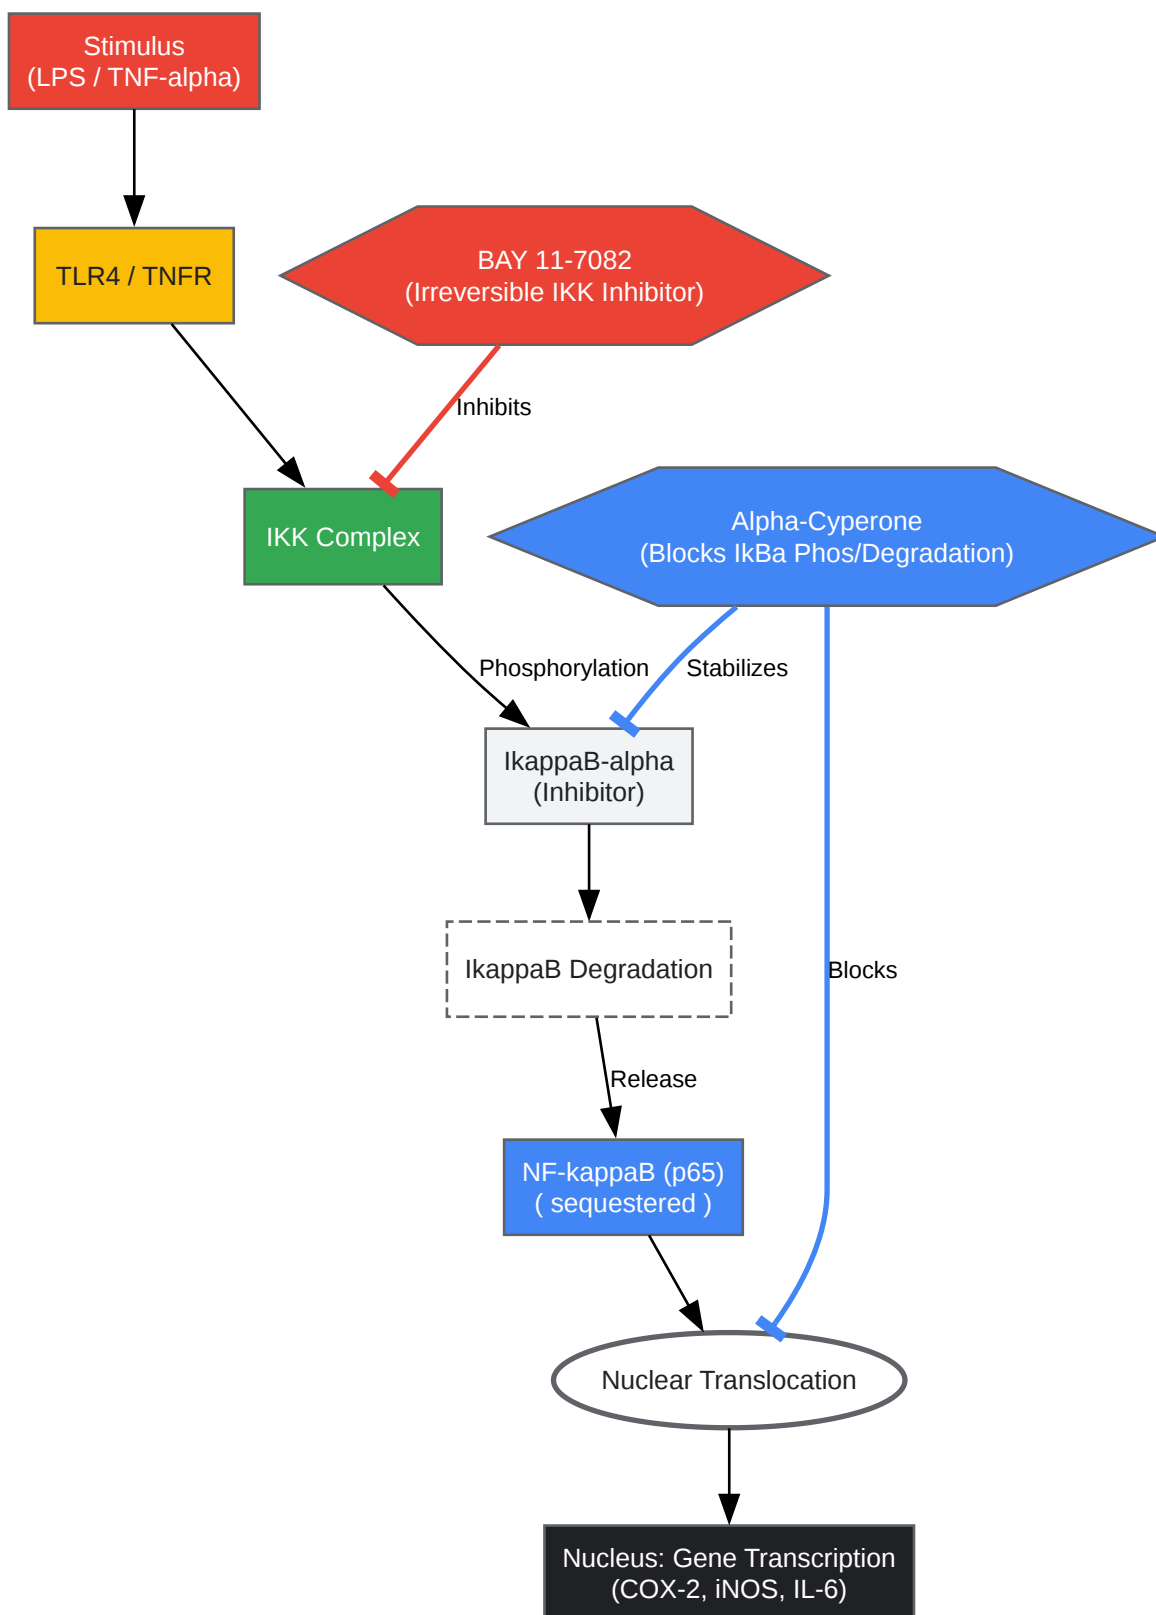 Stimulus
(LPS / TNF-alpha)
TLR4 / TNFR
BAY 11-7082
(Irreversible IKK Inhibitor)
Inhibits
IKK Complex
Alpha-Cyperone
(Blocks IkBa Phos/Degradation)
Phosphorylation
Stabilizes
IkappaB-alpha
(Inhibitor)
IkappaB Degradation
Blocks
Release
NF-kappaB (p65)
( sequestered )
Nuclear Translocation
Nucleus: Gene Transcription
(COX-2, iNOS, IL-6)